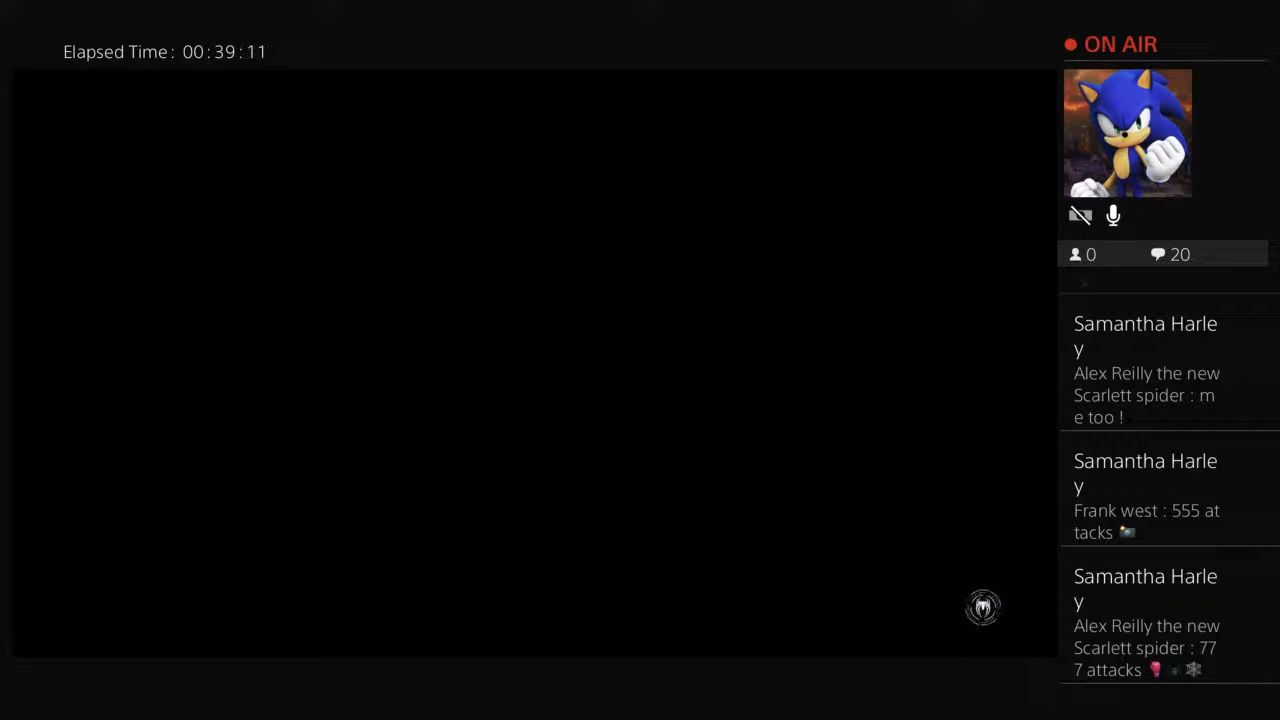 Elapsed Time: 00:39:11
ON AIR
0 20
Samantha Harle
y
Alex Reilly the new
Scarlett spider : m
e too !
Samantha Harle
y
Frank west : 555 at
tacks 📸
Samantha Harle
y
Alex Reilly the new
Scarlett spider : 77
7 attacks 🥊🕷🕸